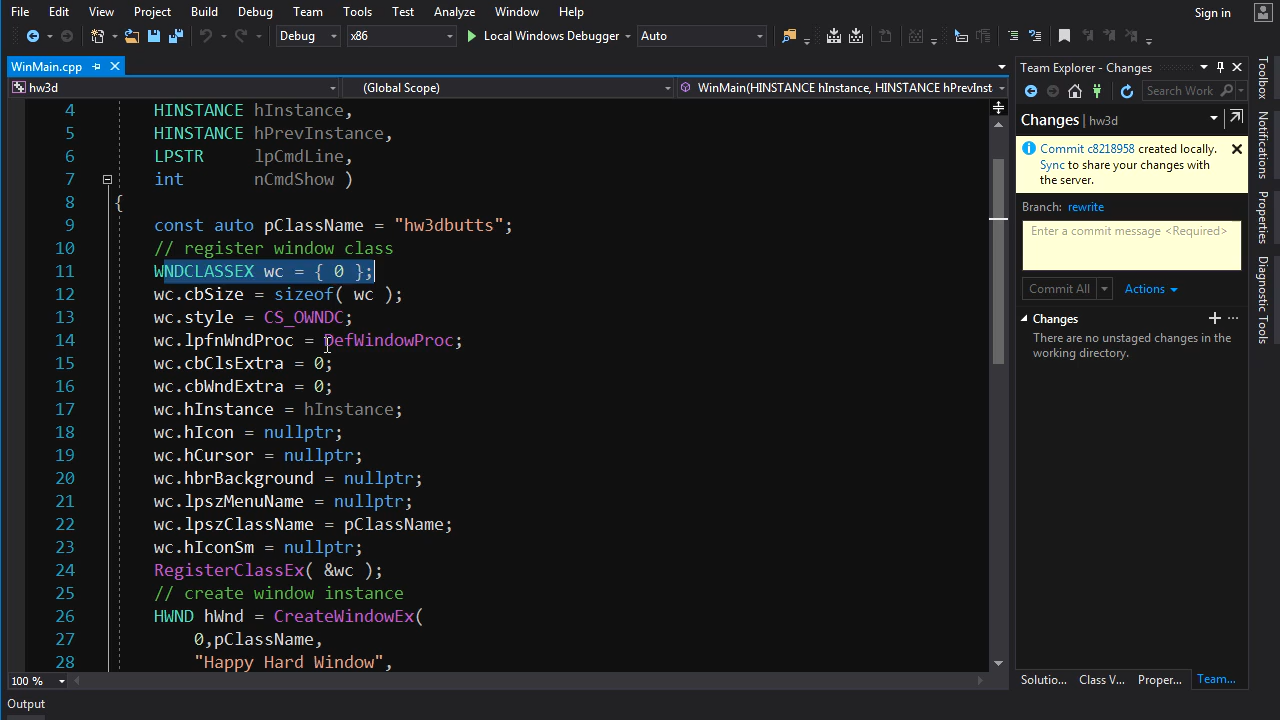 File Edit View Project Build Debug Team Tools Test Analyze Window Help
Sign in
Debug x86 Local Windows Debugger Auto
WinMain.cpp
hw3d (Global Scope) WinMain(HINSTANCE hInstance, HINSTANCE hPrevInst
4 HINSTANCE hInstance,
5 HINSTANCE hPrevInstance,
6 LPSTR lpCmdLine,
7 int nCmdShow )
8 {
9 const auto pClassName = "hw3dbutts";
10 // register window class
11 WNDCLASSEX wc = { 0 };
12 wc.cbSize = sizeof( wc );
13 wc.style = CS_OWNDC;
14 wc.lpfnWndProc = DefWindowProc;
15 wc.cbClsExtra = 0;
16 wc.cbWndExtra = 0;
17 wc.hInstance = hInstance;
18 wc.hIcon = nullptr;
19 wc.hCursor = nullptr;
20 wc.hbrBackground = nullptr;
21 wc.lpszMenuName = nullptr;
22 wc.lpszClassName = pClassName;
23 wc.hIconSm = nullptr;
24 RegisterClassEx( &wc );
25 // create window instance
26 HWND hWnd = CreateWindowEx(
27 0,pClassName,
28 "Happy Hard Window",
100 %
Output
Team Explorer - Changes
Search Work
Changes | hw3d
Commit c8218958 created locally.
Sync to share your changes with
the server.
Branch: rewrite
Enter a commit message <Required>
Commit All Actions
Changes
There are no unstaged changes in the
working directory.
Solutio... Class V... Proper... Team...
Toolbox
Notifications
Properties
Diagnostic Tools